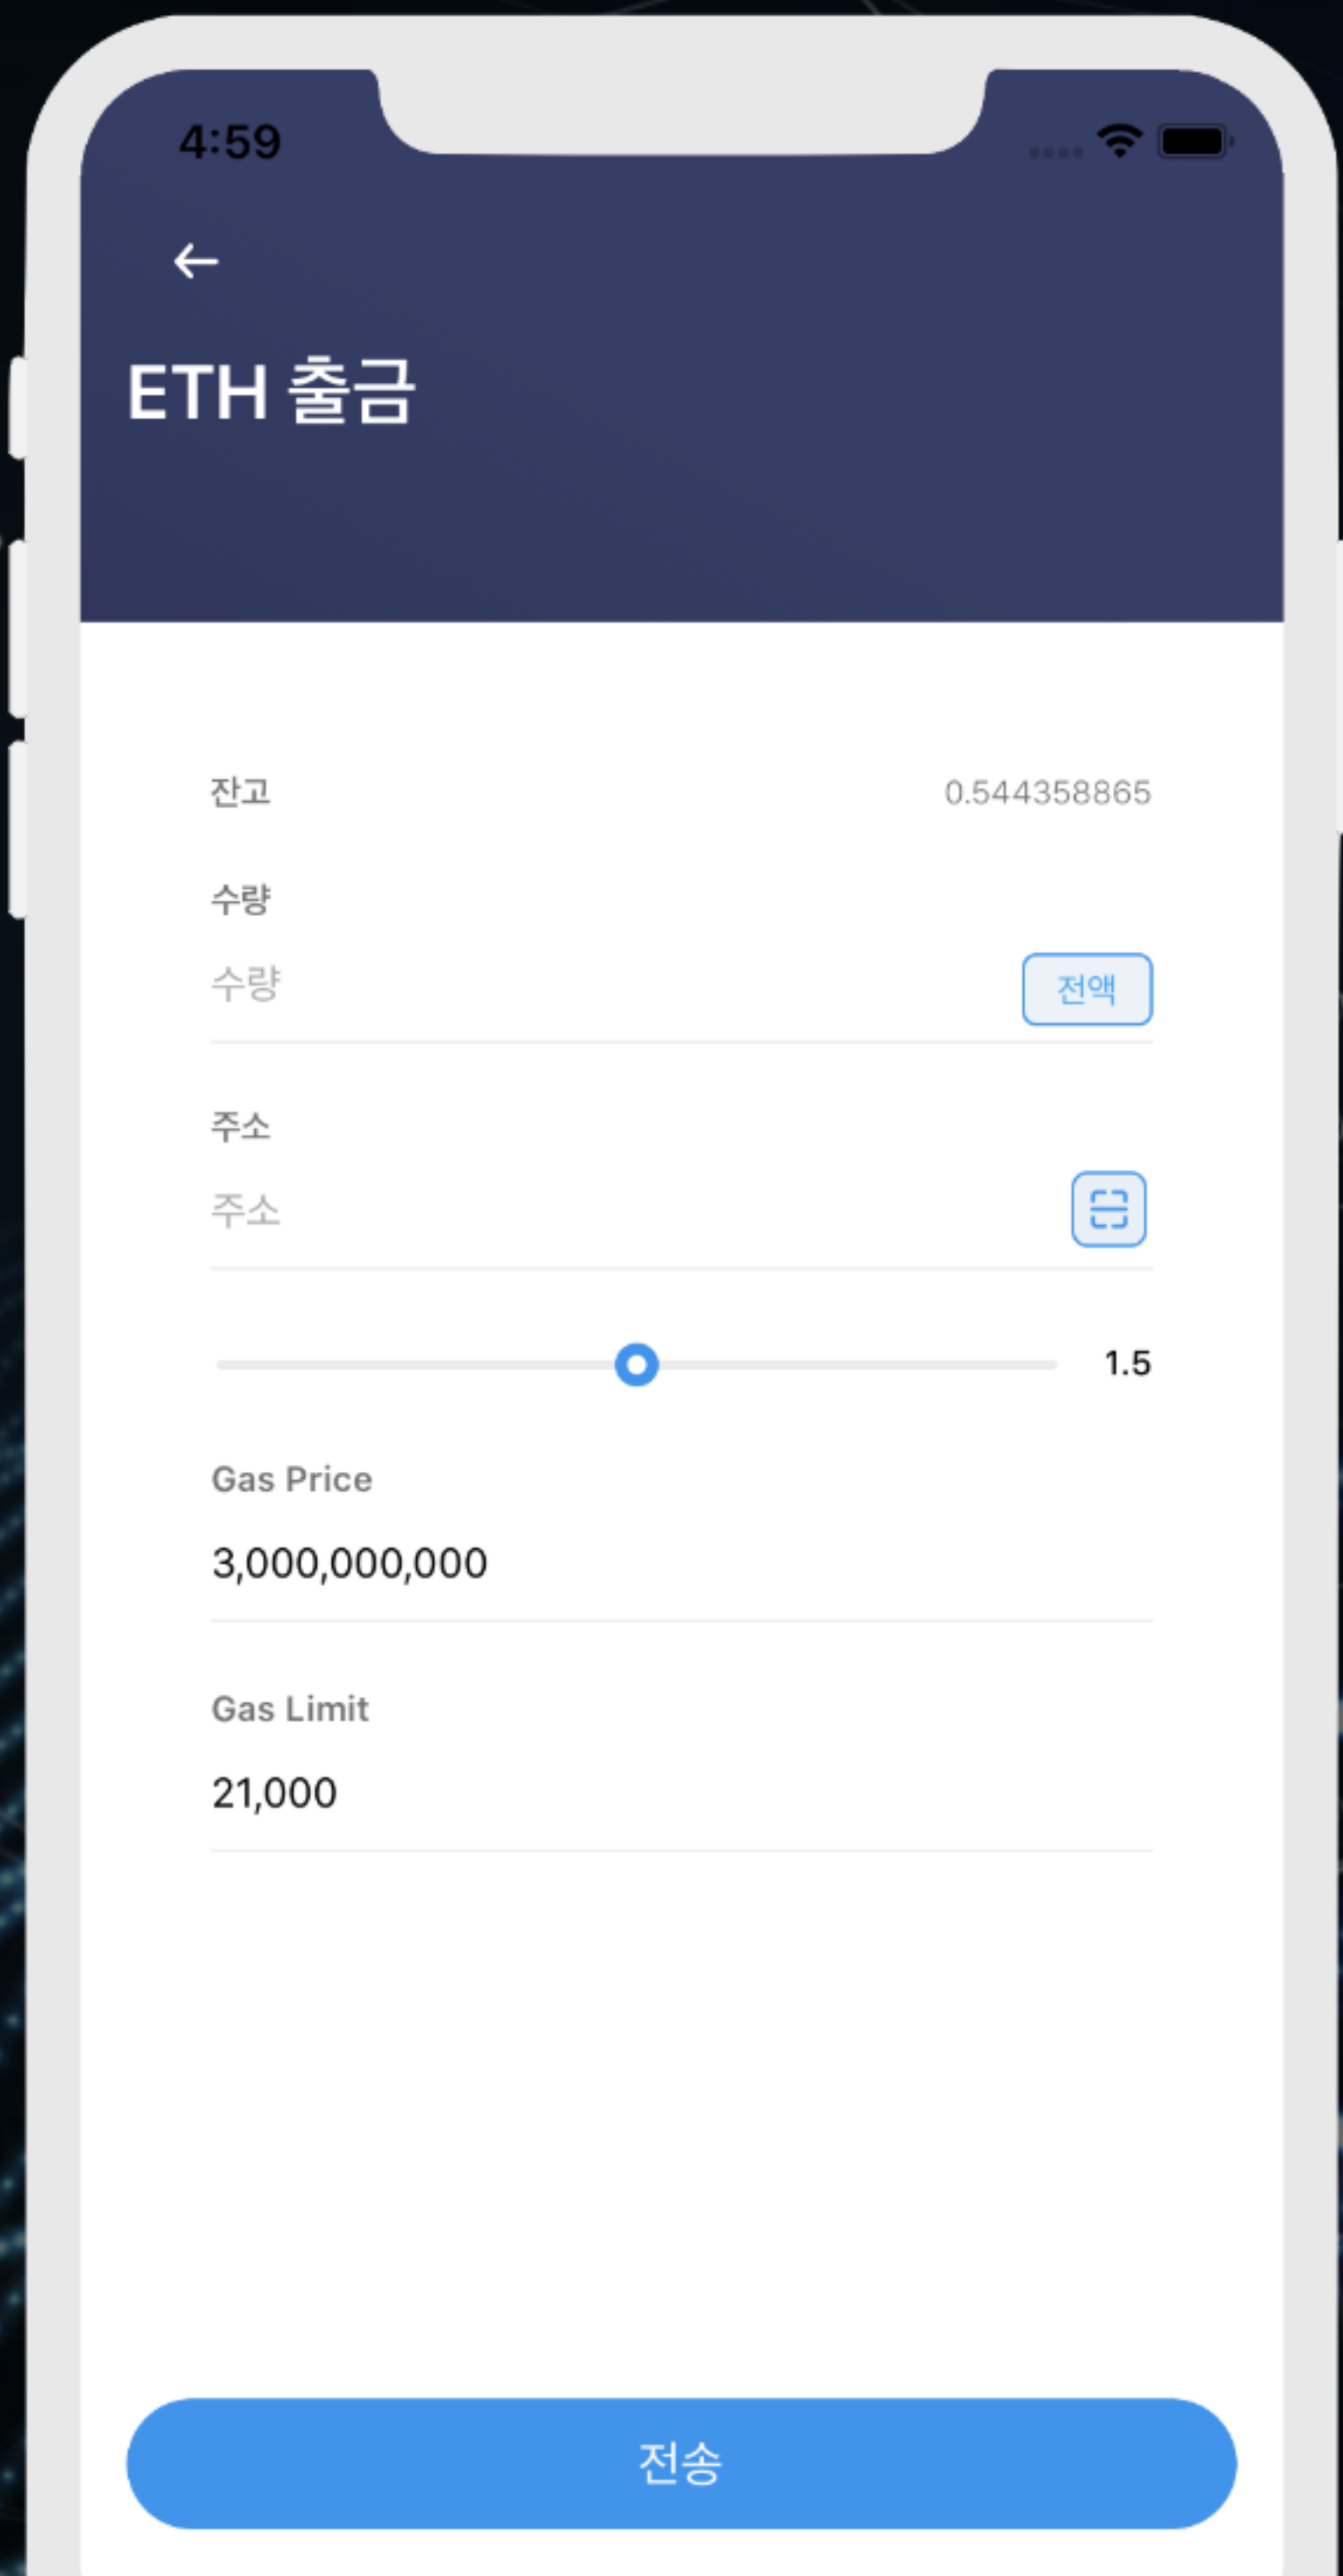 4:59
ETH 출금
잔고 0.544358865
수량
수량 전액
주소
주소
1.5
Gas Price
3,000,000,000
Gas Limit
21,000
전송